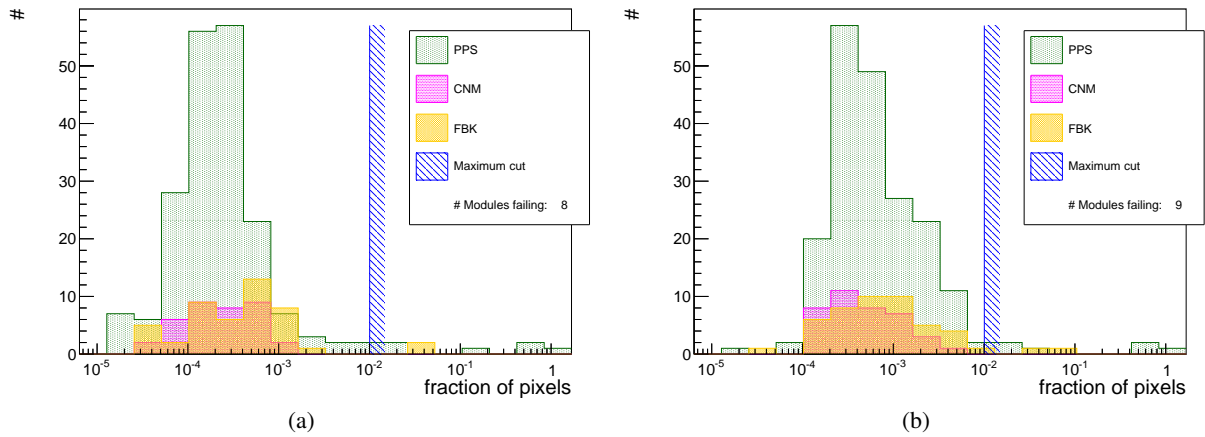 #
50
40
30
20
10
0
PPS
CNM
FBK
Maximum cut
# Modules failing: 8
10^-5 10^-4 10^-3 10^-2 10^-1 1
fraction of pixels
(a)
#
50
40
30
20
10
0
PPS
CNM
FBK
Maximum cut
# Modules failing: 9
10^-5 10^-4 10^-3 10^-2 10^-1 1
fraction of pixels
(b)